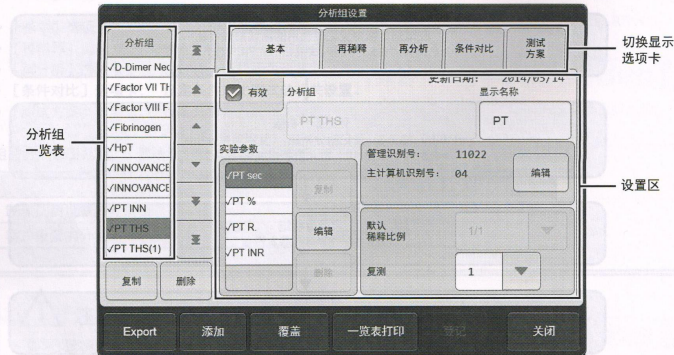 分析组设置
分析组
√D-Dimer Nec
√Factor VII Th
√Factor VIII F
√Fibrinogen
√HpT
√INNOVANCE
√INNOVANCE
√PT INN
√PT THS
√PT THS(1)
复制
删除
基本
再稀释
再分析
条件对比
测试
方案
更新日期: 2014/05/14
有效
分析组
显示名称
PT THS
PT
实验参数
√PT sec
√PT %
√PT R.
√PT INR
复制
编辑
删除
管理识别号: 11022
主计算机识别号: 04
编辑
默认
稀释比例
1/1
复测
1
Export
添加
覆盖
一览表打印
登记
关闭
分析组
一览表
切换显示
选项卡
设置区